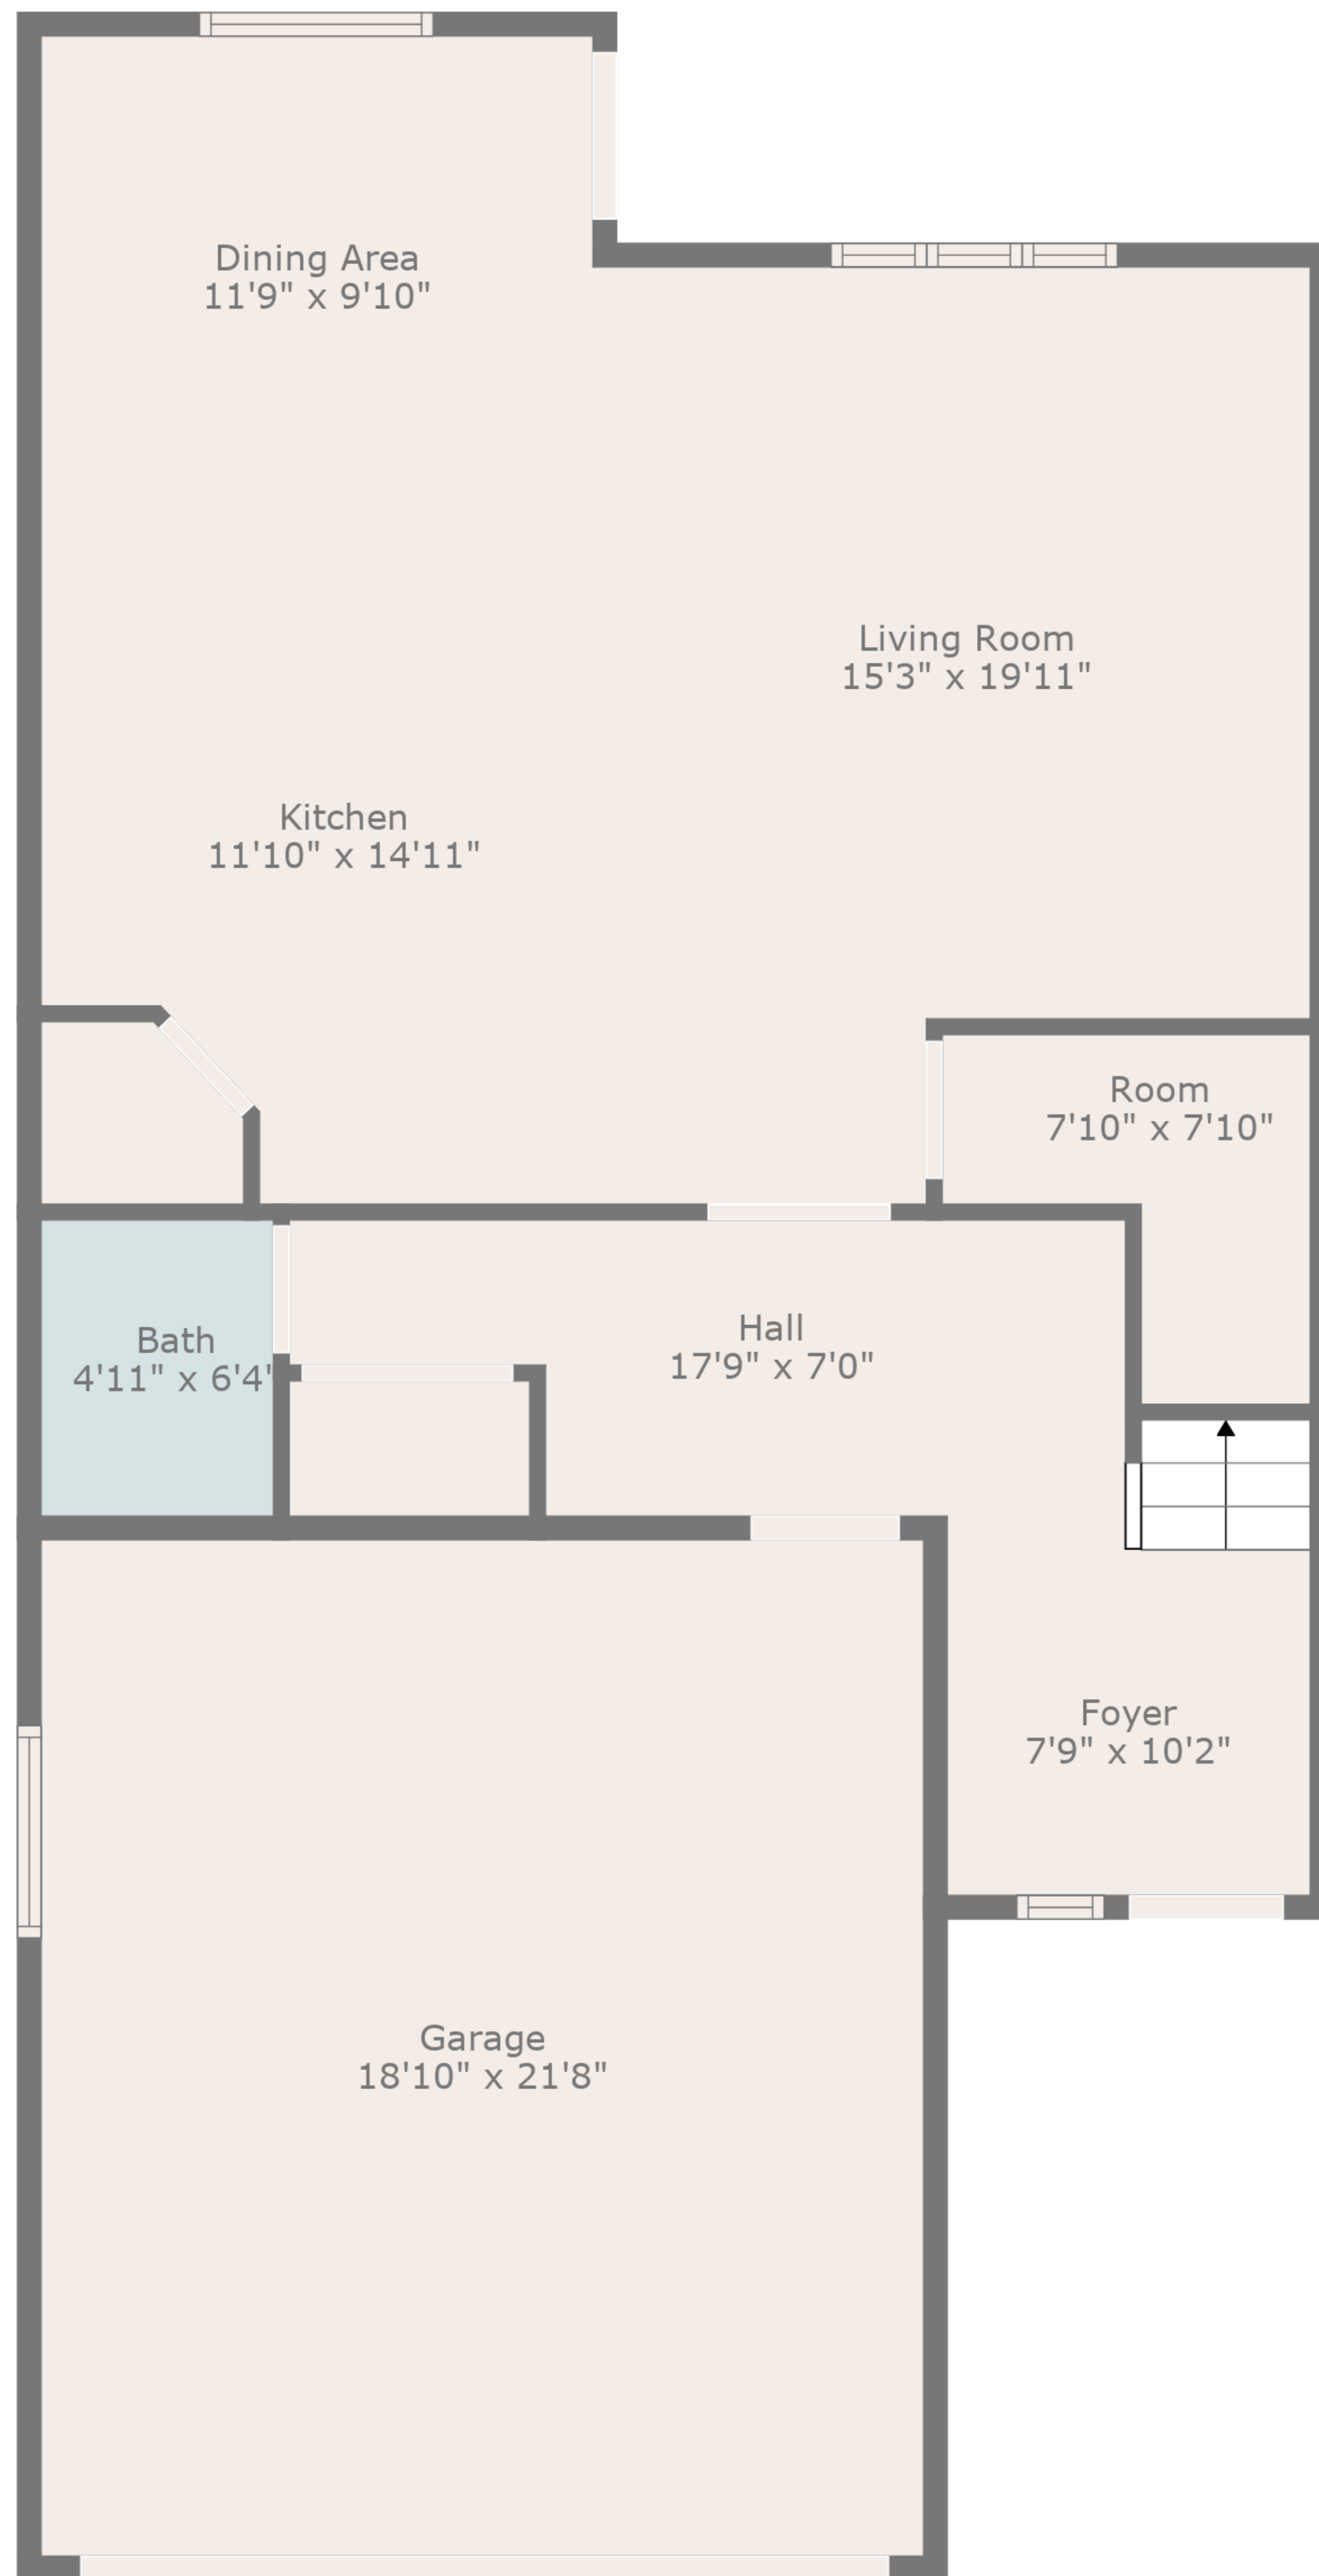 Dining Area
11'9" x 9'10"
Living Room
15'3" x 19'11"
Kitchen
11'10" x 14'11"
Room
7'10" x 7'10"
Hall
17'9" x 7'0"
Bath
4'11" x 6'4"
Foyer
7'9" x 10'2"
Garage
18'10" x 21'8"